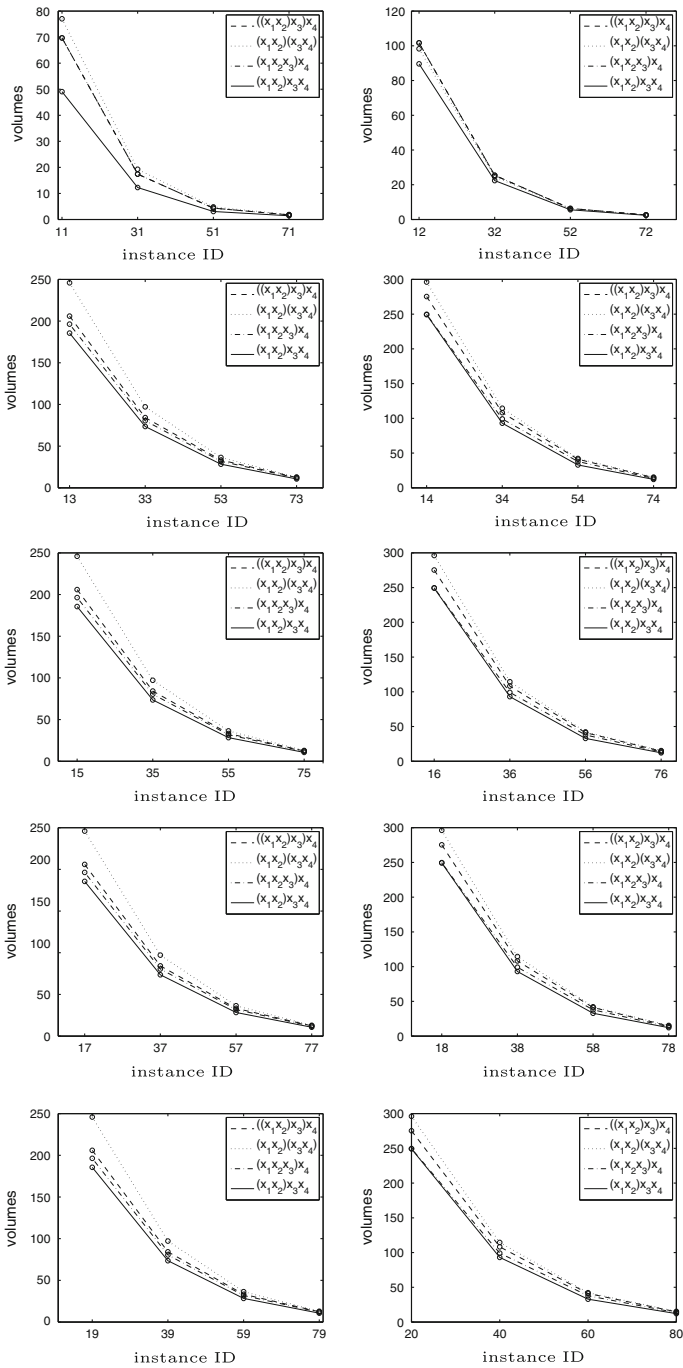 80
70
60
50
40
30
20
10
0
volumes
11 31 51 71
instance ID
((x1x2)x3)x4
(x1x2)(x3x4)
(x1x2x3)x4
(x1x2)x3x4
120
100
80
60
40
20
0
volumes
12 32 52 72
instance ID
((x1x2)x3)x4
(x1x2)(x3x4)
(x1x2x3)x4
(x1x2)x3x4
250
200
150
100
50
0
volumes
13 33 53 73
instance ID
((x1x2)x3)x4
(x1x2)(x3x4)
(x1x2x3)x4
(x1x2)x3x4
300
250
200
150
100
50
0
volumes
14 34 54 74
instance ID
((x1x2)x3)x4
(x1x2)(x3x4)
(x1x2x3)x4
(x1x2)x3x4
250
200
150
100
50
0
volumes
15 35 55 75
instance ID
((x1x2)x3)x4
(x1x2)(x3x4)
(x1x2x3)x4
(x1x2)x3x4
300
250
200
150
100
50
0
volumes
16 36 56 76
instance ID
((x1x2)x3)x4
(x1x2)(x3x4)
(x1x2x3)x4
(x1x2)x3x4
250
200
150
100
50
0
volumes
17 37 57 77
instance ID
((x1x2)x3)x4
(x1x2)(x3x4)
(x1x2x3)x4
(x1x2)x3x4
300
250
200
150
100
50
0
volumes
18 38 58 78
instance ID
((x1x2)x3)x4
(x1x2)(x3x4)
(x1x2x3)x4
(x1x2)x3x4
250
200
150
100
50
0
volumes
19 39 59 79
instance ID
((x1x2)x3)x4
(x1x2)(x3x4)
(x1x2x3)x4
(x1x2)x3x4
300
250
200
150
100
50
0
volumes
20 40 60 80
instance ID
((x1x2)x3)x4
(x1x2)(x3x4)
(x1x2x3)x4
(x1x2)x3x4